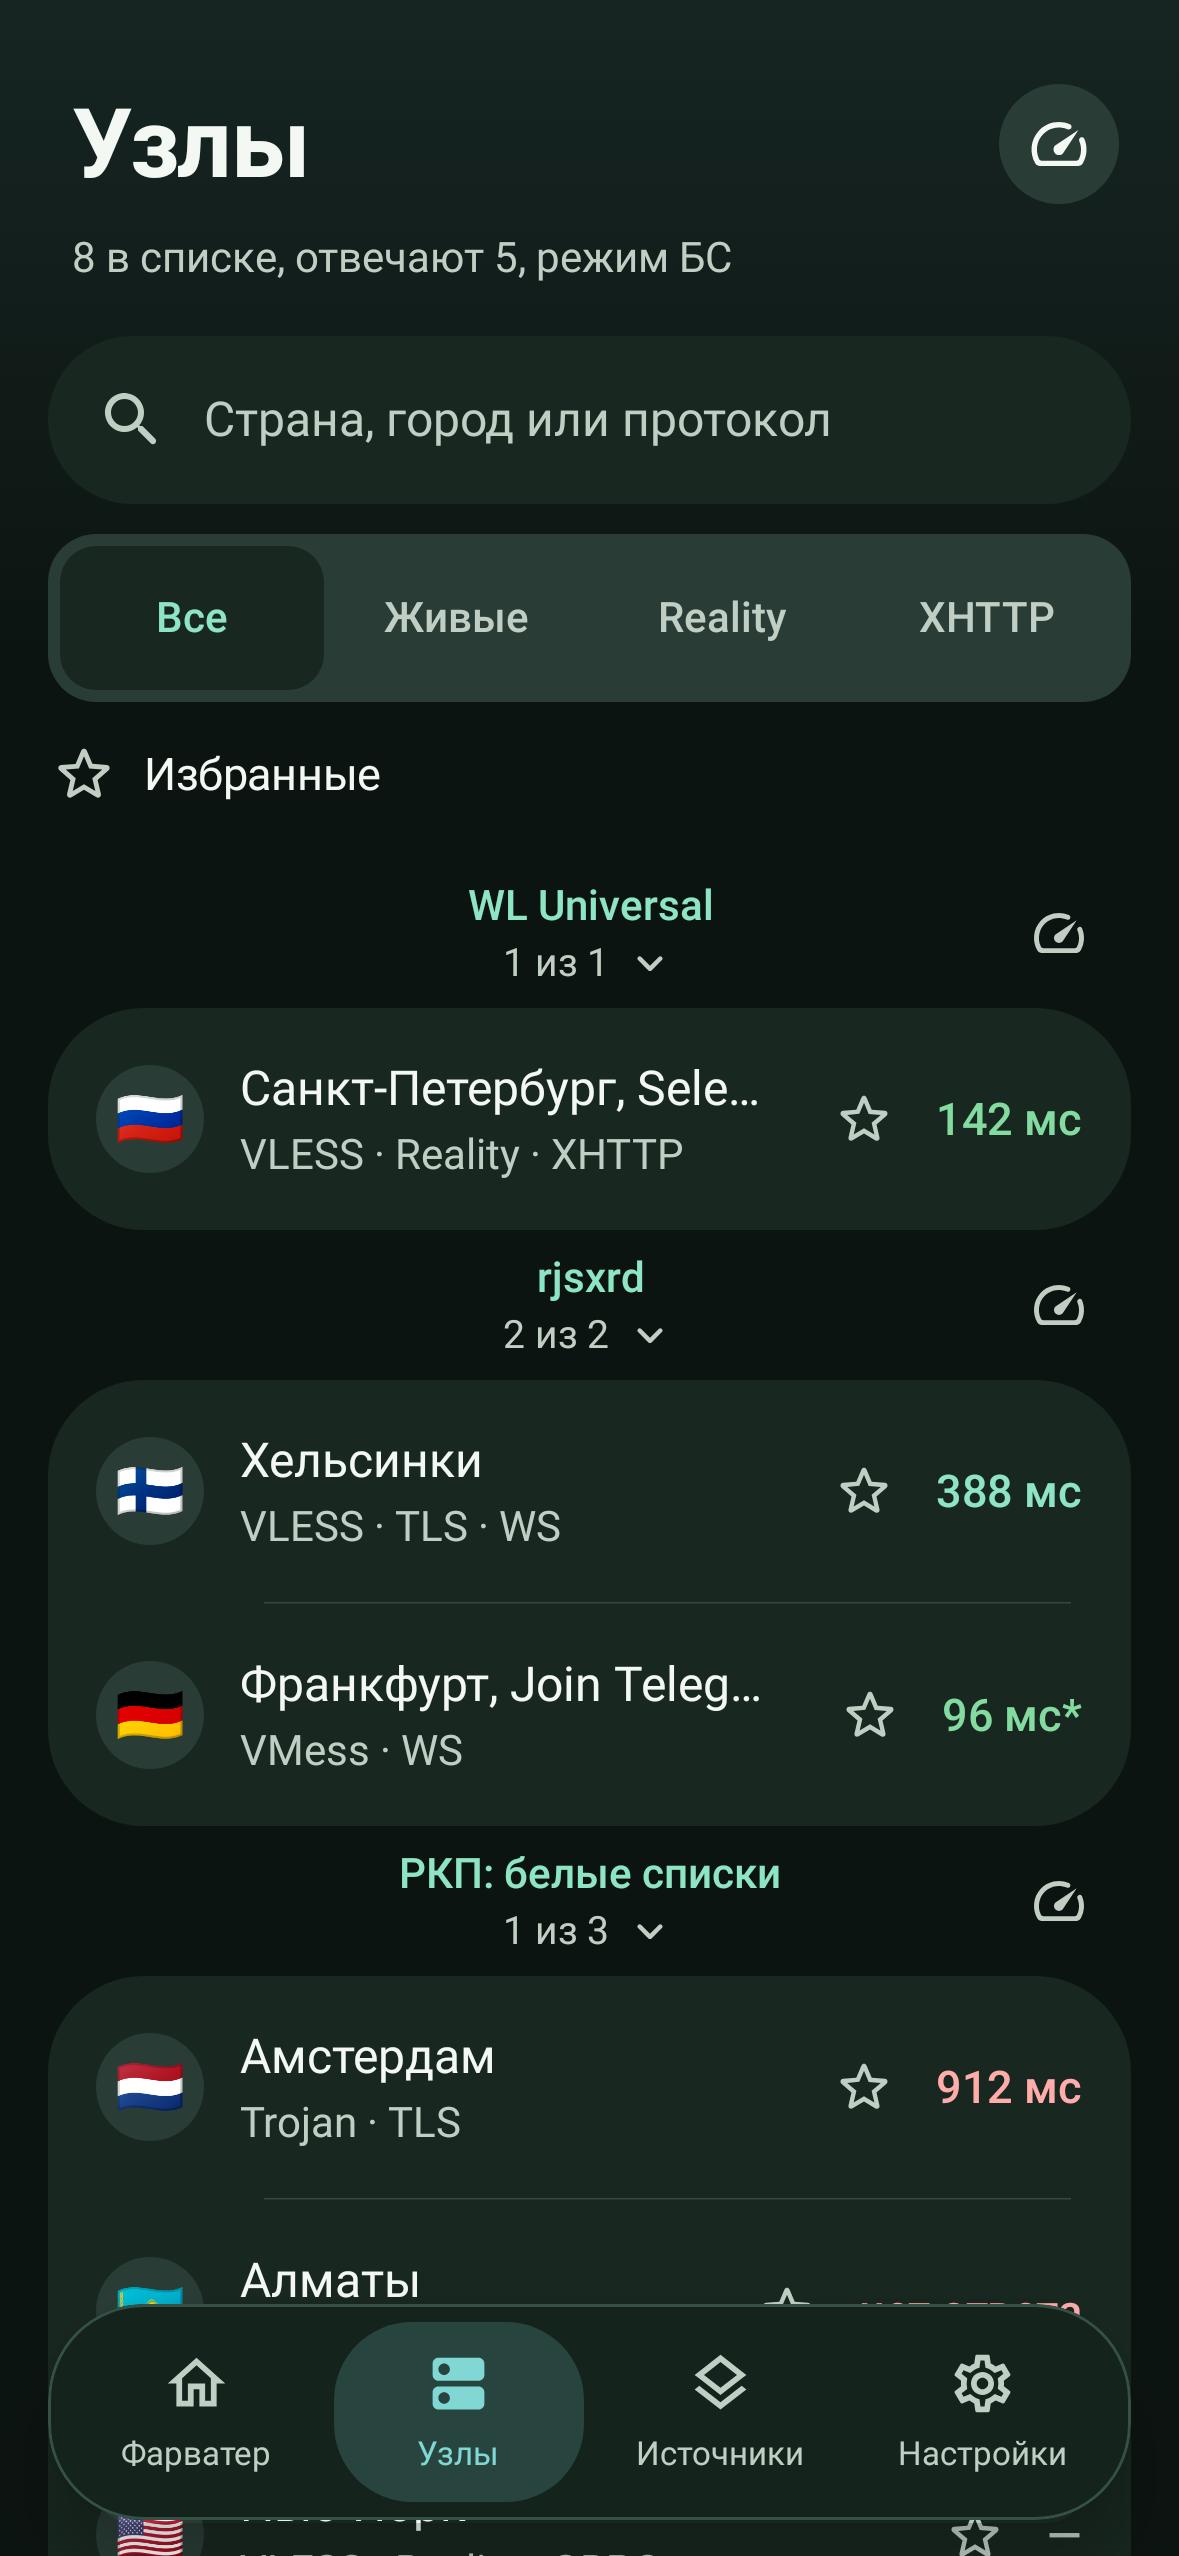 Узлы
8 в списке, отвечают 5, режим БС
Страна, город или протокол
Все Живые Reality XHTTP
Избранные
WL Universal
1 из 1
Санкт-Петербург, Sele…
VLESS · Reality · XHTTP
142 мс
rjsxrd
2 из 2
Хельсинки
VLESS · TLS · WS
388 мс
Франкфурт, Join Teleg…
VMess · WS
96 мс*
РКП: белые списки
1 из 3
Амстердам
Trojan · TLS
912 мс
Алматы
Фарватер Узлы Источники Настройки